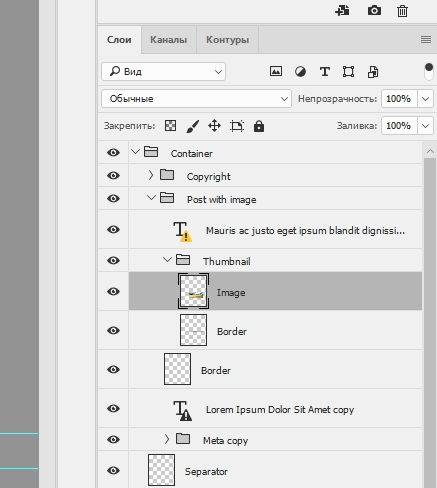 Слои Каналы Контуры
Вид
Обычные Непрозрачность: 100%
Закрепить: Заливка: 100%
Container
Copyright
Post with image
Mauris ac justo eget ipsum blandit dignissi...
Thumbnail
Image
Border
Border
Lorem Ipsum Dolor Sit Amet copy
Meta copy
Separator